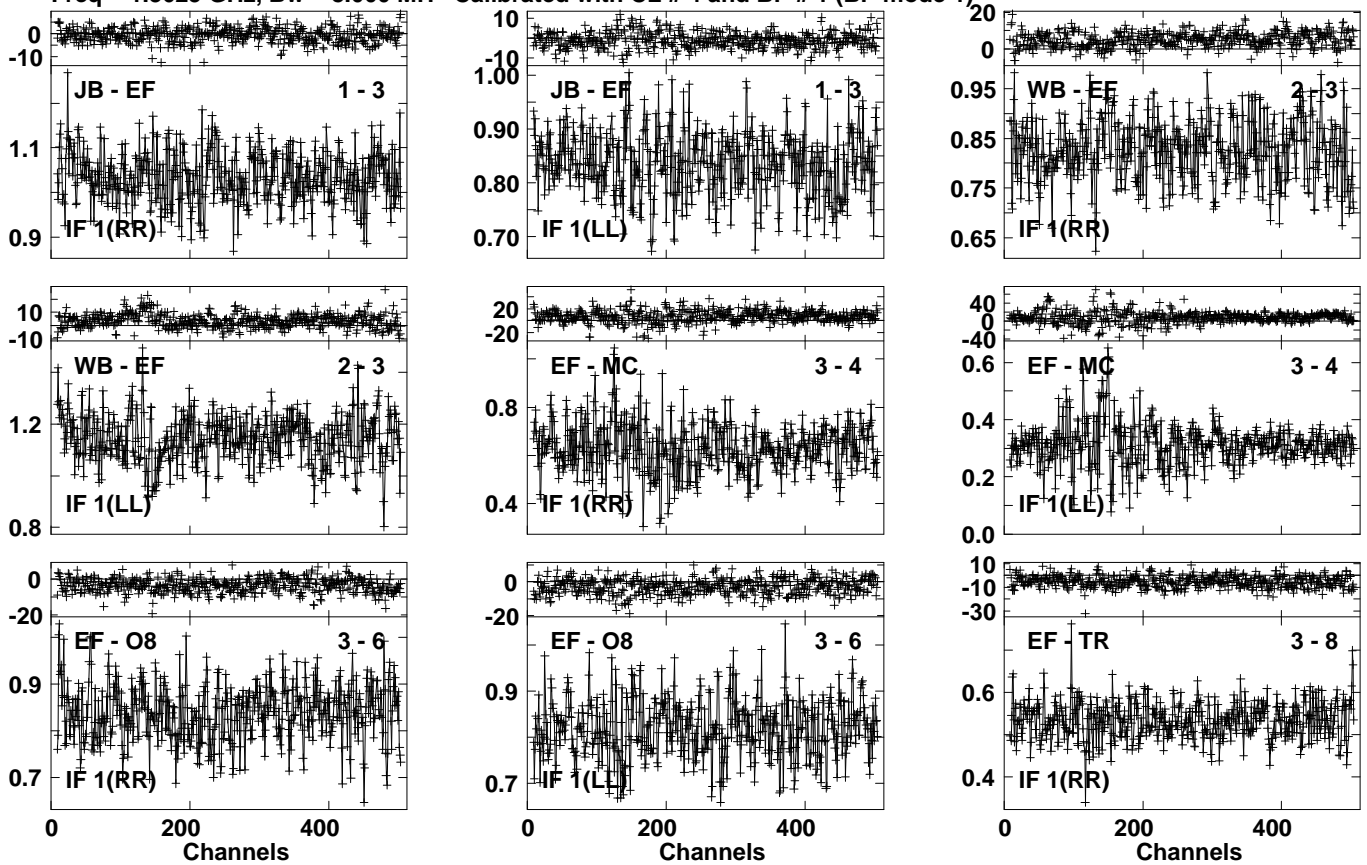 Calibrated with and (BP mode 1)
0 10 20
-10 -10 0
JB - EF 1 - 3 1.00 JB - EF 1 - 3 0.95 WB - EF 2 - 3
1.1 0.90 0.85
0.80 0.75
0.9 IF 1(RR) 0.70 IF 1(LL) 0.65 IF 1(RR)
10 20 40
-10 -20 0
-40
WB - EF 2 - 3 EF - MC 3 - 4 0.6 EF - MC 3 - 4
1.2 0.8 0.4
0.2
0.8 IF 1(LL) 0.4 IF 1(RR) 0.0 IF 1(LL)
0 0 10
-10
-20 -20 -30
EF - O8 3 - 6 EF - O8 3 - 6 EF - TR 3 - 8
0.9 0.9 0.6
0.7 IF 1(RR) 0.7 IF 1(LL) 0.4 IF 1(RR)
0 200 400 0 200 400 0 200 400
Channels Channels Channels